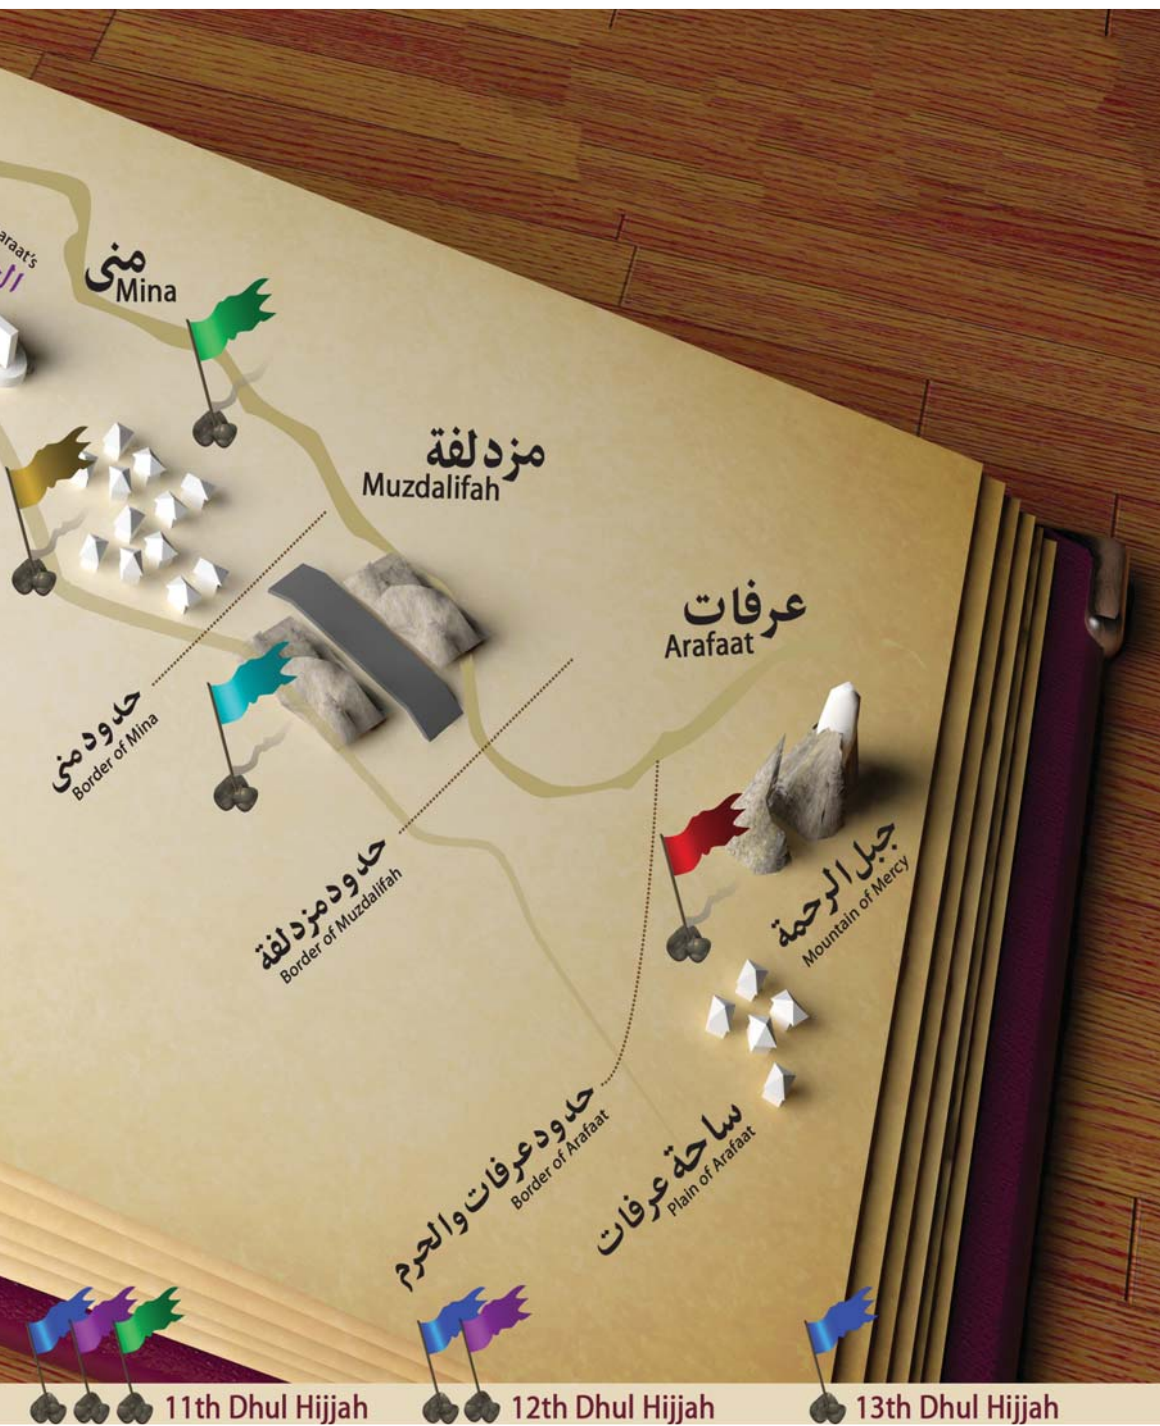 منى
Mina
مزدلفة
Muzdalifah
عرفات
Arafaat
حدود منى
Border of Mina
حدود مزدلفة
Border of Muzdalifah
جبل الرحمة
Mountain of Mercy
حدود عرفات والحرم
Border of Arafaat
ساحة عرفات
Plain of Arafaat
11th Dhul Hijjah
12th Dhul Hijjah
13th Dhul Hijjah